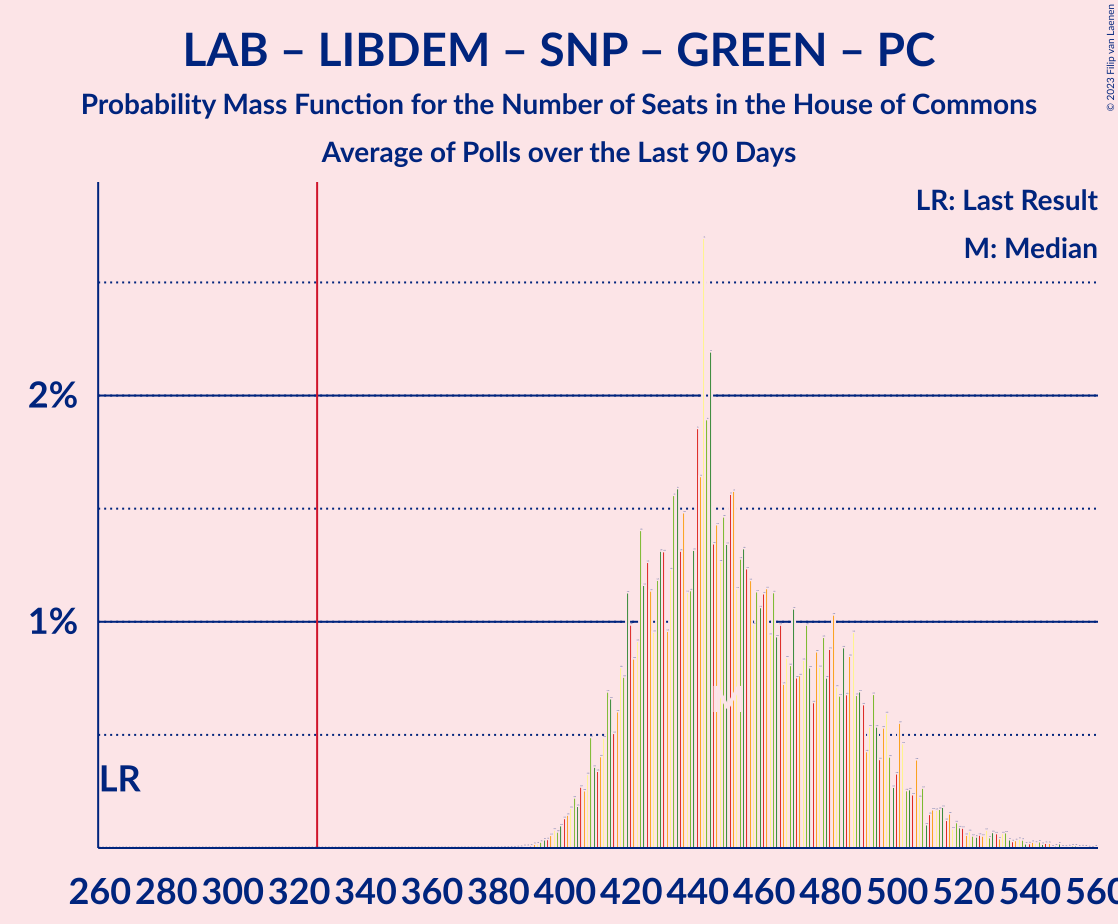 LAB – LIBDEM – SNP – GREEN – PC
Probability Mass Function for the Number of Seats in the House of Commons
Average of Polls over the Last 90 Days
© 2023 Filip van Laenen
LR: Last Result
M: Median
2%
1%
LR
M
260 280 300 320 340 360 380 400 420 440 460 480 500 520 540 560